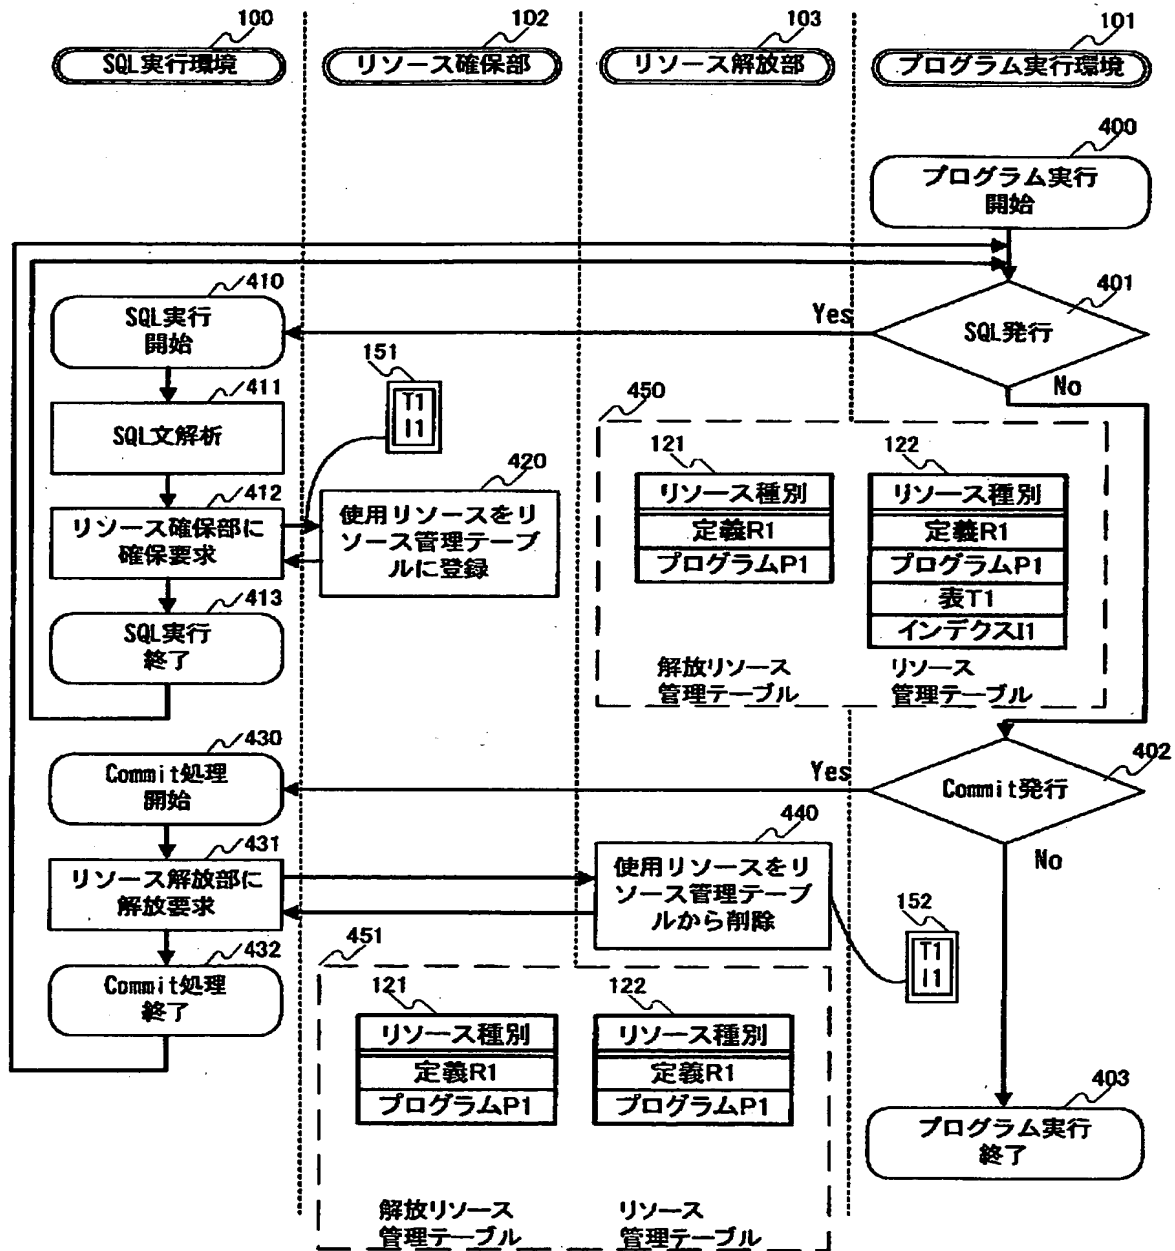 100
102
103
101
SQL実行環境
リソース確保部
リソース解放部
プログラム実行環境
400
プログラム実行
開始
410
SQL実行
開始
Yes
401
SQL発行
No
411
SQL文解析
151
T1
I1
412
リソース確保部に
確保要求
420
使用リソースをリ
ソース管理テーブ
ルに登録
413
SQL実行
終了
450
121
リソース種別
定義R1
プログラムP1
解放リソース
管理テーブル
122
リソース種別
定義R1
プログラムP1
表T1
インデクスI1
リソース
管理テーブル
430
Commit処理
開始
Yes
402
Commit発行
No
431
リソース解放部に
解放要求
440
使用リソースをリ
ソース管理テーブ
ルから削除
152
T1
I1
432
Commit処理
終了
451
121
リソース種別
定義R1
プログラムP1
解放リソース
管理テーブル
122
リソース種別
定義R1
プログラムP1
リソース
管理テーブル
403
プログラム実行
終了